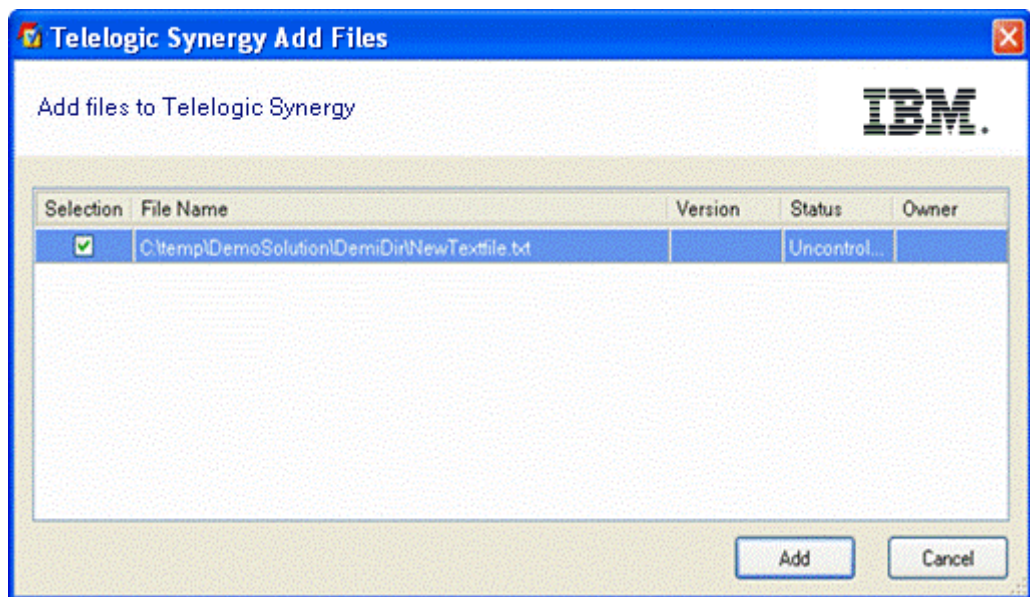 Telelogic Synergy Add Files
Add files to Telelogic Synergy
IBM.
Selection File Name Version Status Owner
C:\temp\DemoSolution\DemiDir\NewTextfile.txt Uncontrol...
Add Cancel